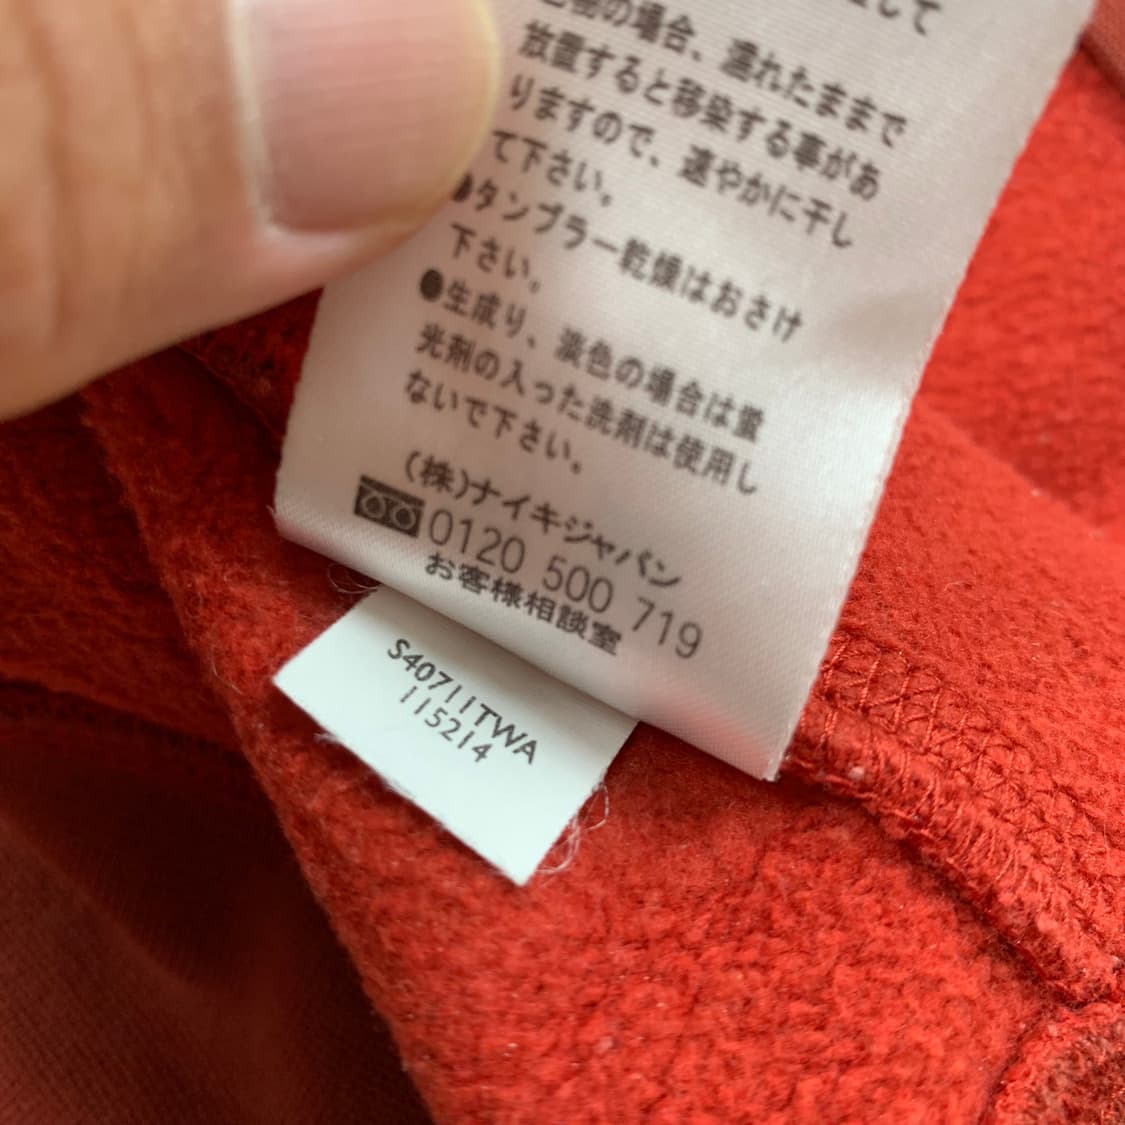 して
の場合、濡れたままで
放置すると移染する事があ
りますので、速やかに干し
て下さい。
●タンブラー乾燥はおさけ
下さい。
●生成り、淡色の場合は蛍
光剤の入った洗剤は使用し
ないで下さい。
(株)ナイキジャパン
0120 500 719
お客様相談室
S40711TWA
115214